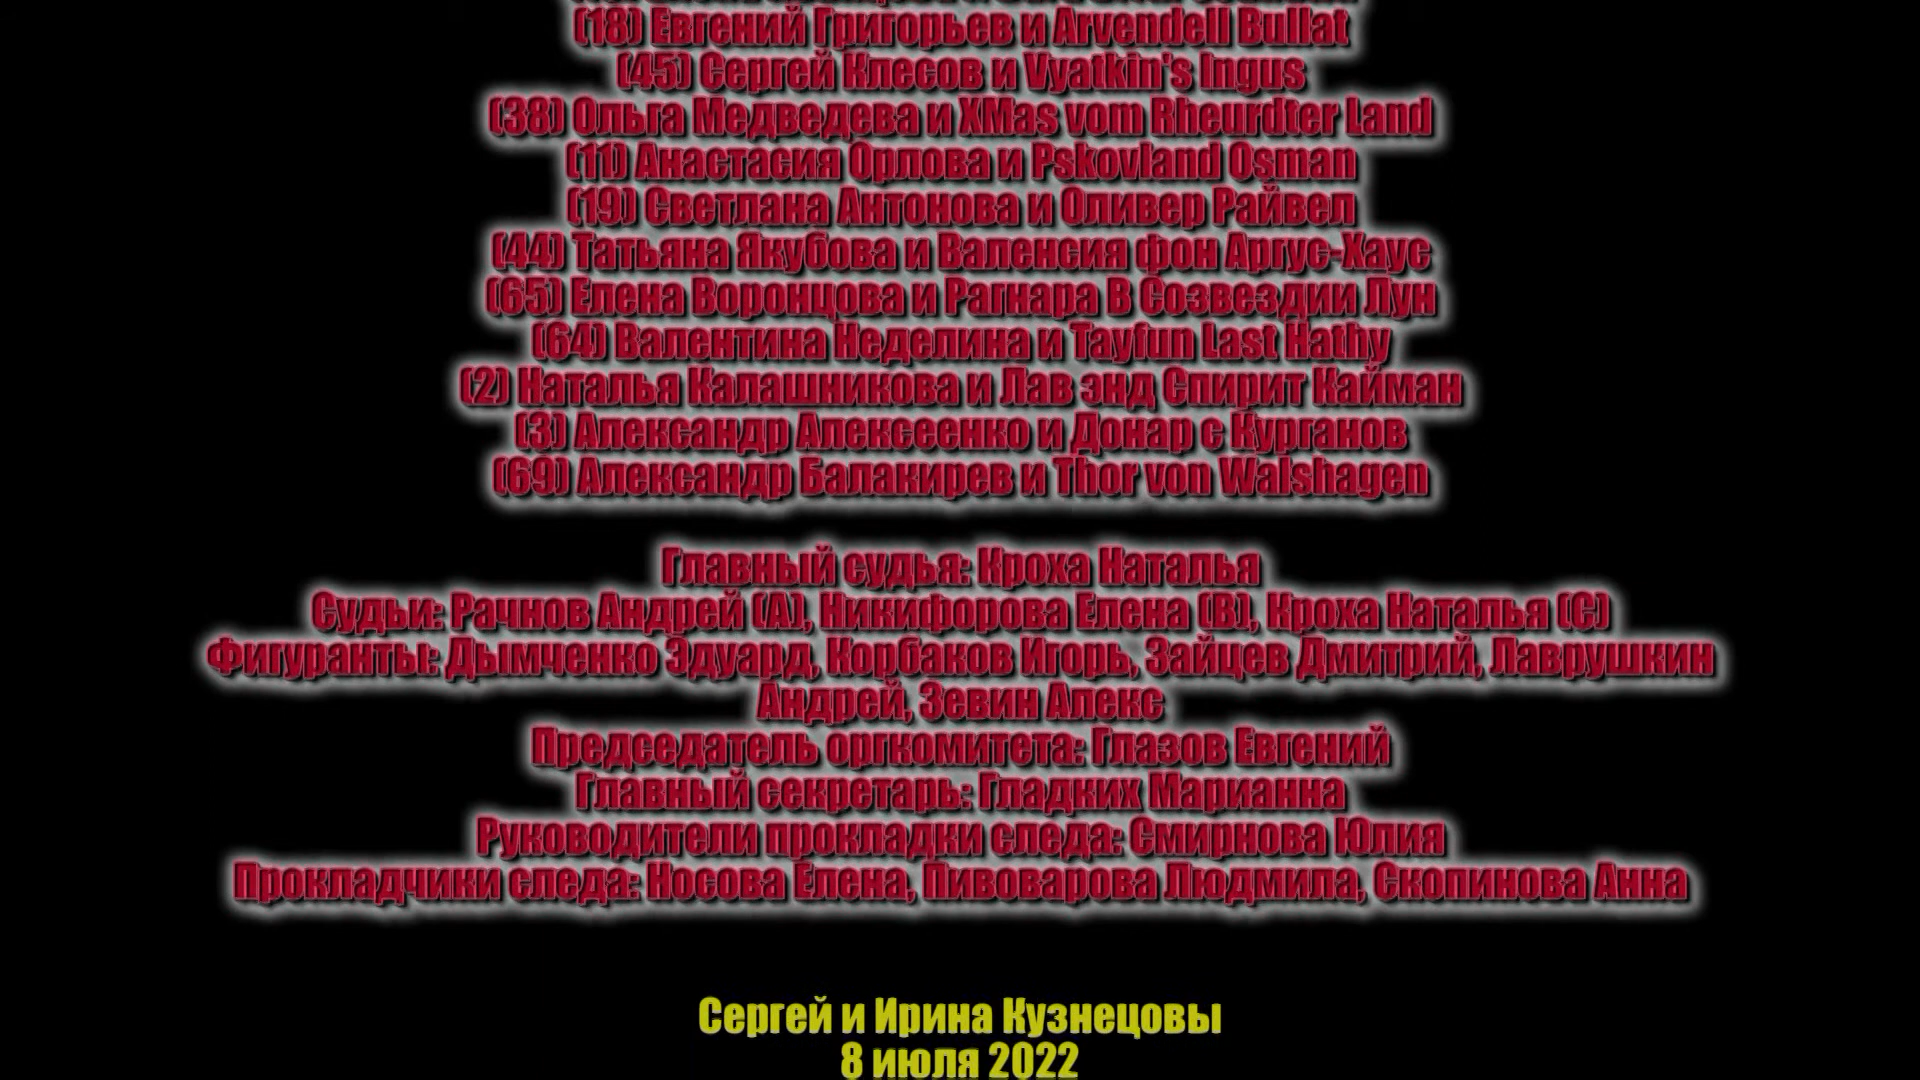 (18) Евгений Григорьев и Arvendell Bullat
(45) Сергей Клесов и Vyatkin's Ingus
(38) Ольга Медведева и XMas vom Rheurdter Land
(11) Анастасия Орлова и Pskovland Osman
(19) Светлана Антонова и Оливер Райвел
(44) Татьяна Якубова и Валенсия фон Аргус-Хаус
(65) Елена Воронцова и Рагнара В Созвездии Лун
(64) Валентина Неделина и Tayfun Last Hathy
(2) Наталья Калашникова и Лав энд Спирит Кайман
(3) Александр Алексеенко и Донар с Курганов
(69) Александр Балакирев и Thor von Walshagen
Главный судья: Кроха Наталья
Судьи: Рачнов Андрей (A), Никифорова Елена (B), Кроха Наталья (C)
Фигуранты: Дымченко Эдуард, Корбаков Игорь, Зайцев Дмитрий, Лаврушкин
Андрей, Зевин Алекс
Председатель оргкомитета: Глазов Евгений
Главный секретарь: Гладких Марианна
Руководители прокладки следа: Смирнова Юлия
Прокладчики следа: Носова Елена, Пивоварова Людмила, Скопинова Анна
Сергей и Ирина Кузнецовы
8 июля 2022